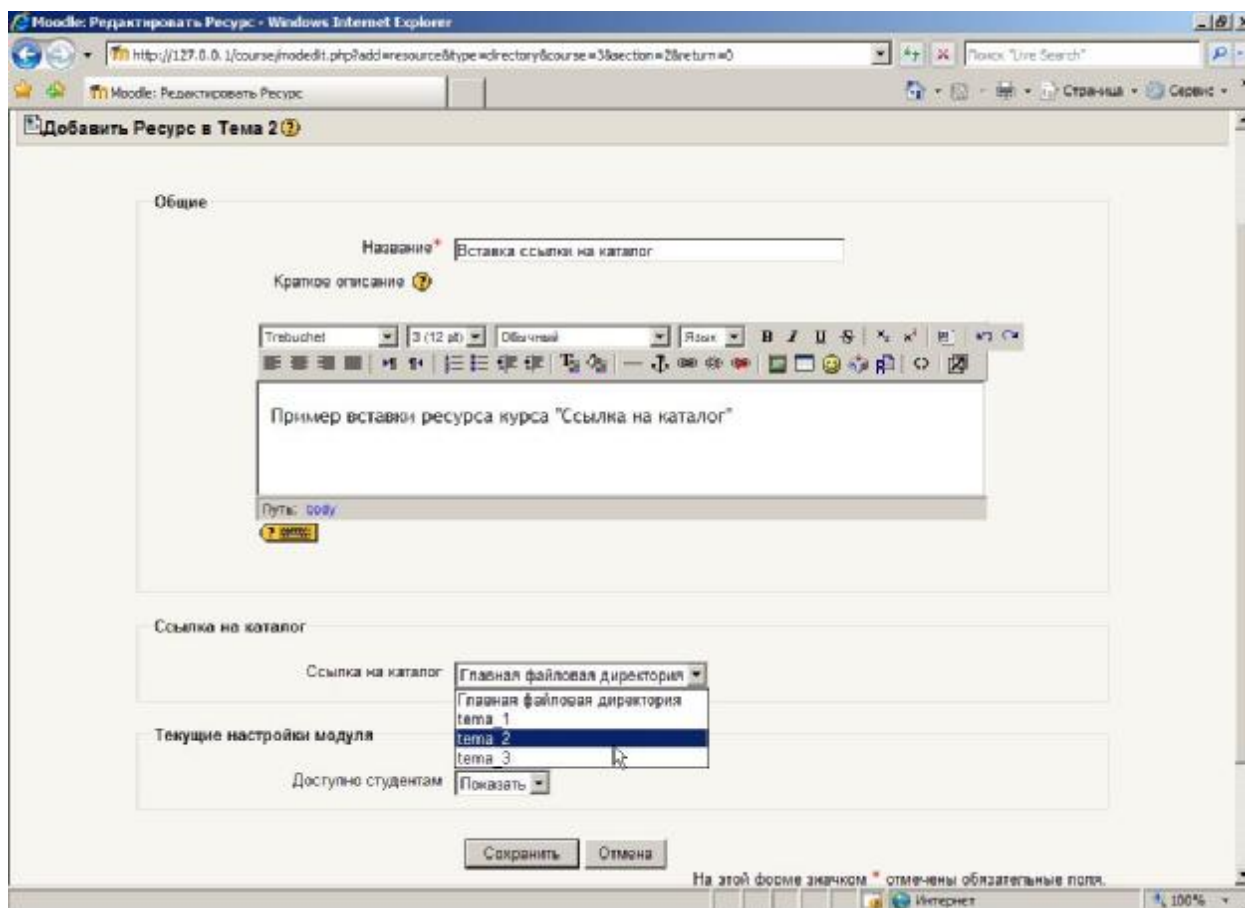 Moodle: Редактировать Ресурс - Windows Internet Explorer
http://127.0.0.1/course/modedit.php?add=resource&type=directory&course=3&section=2&return=0
Поиск "Live Search"
Moodle: Редактировать Ресурс
Страница
Сервис
Добавить Ресурс в Тема 2
Общие
Название*
Вставка ссылки на каталог
Краткое описание
Trebuchet
3 (12 pt)
Обычный
Язык
B I U S
Пример вставки ресурса курса "Ссылка на каталог"
Путь: body
Ссылка на каталог
Ссылка на каталог
Главная файловая директория
Главная файловая директория
tema_1
tema_2
tema_3
Текущие настройки модуля
Доступно студентам
Показать
Сохранить
Отмена
На этой форме значком * отмечены обязательные поля.
Интернет
100%